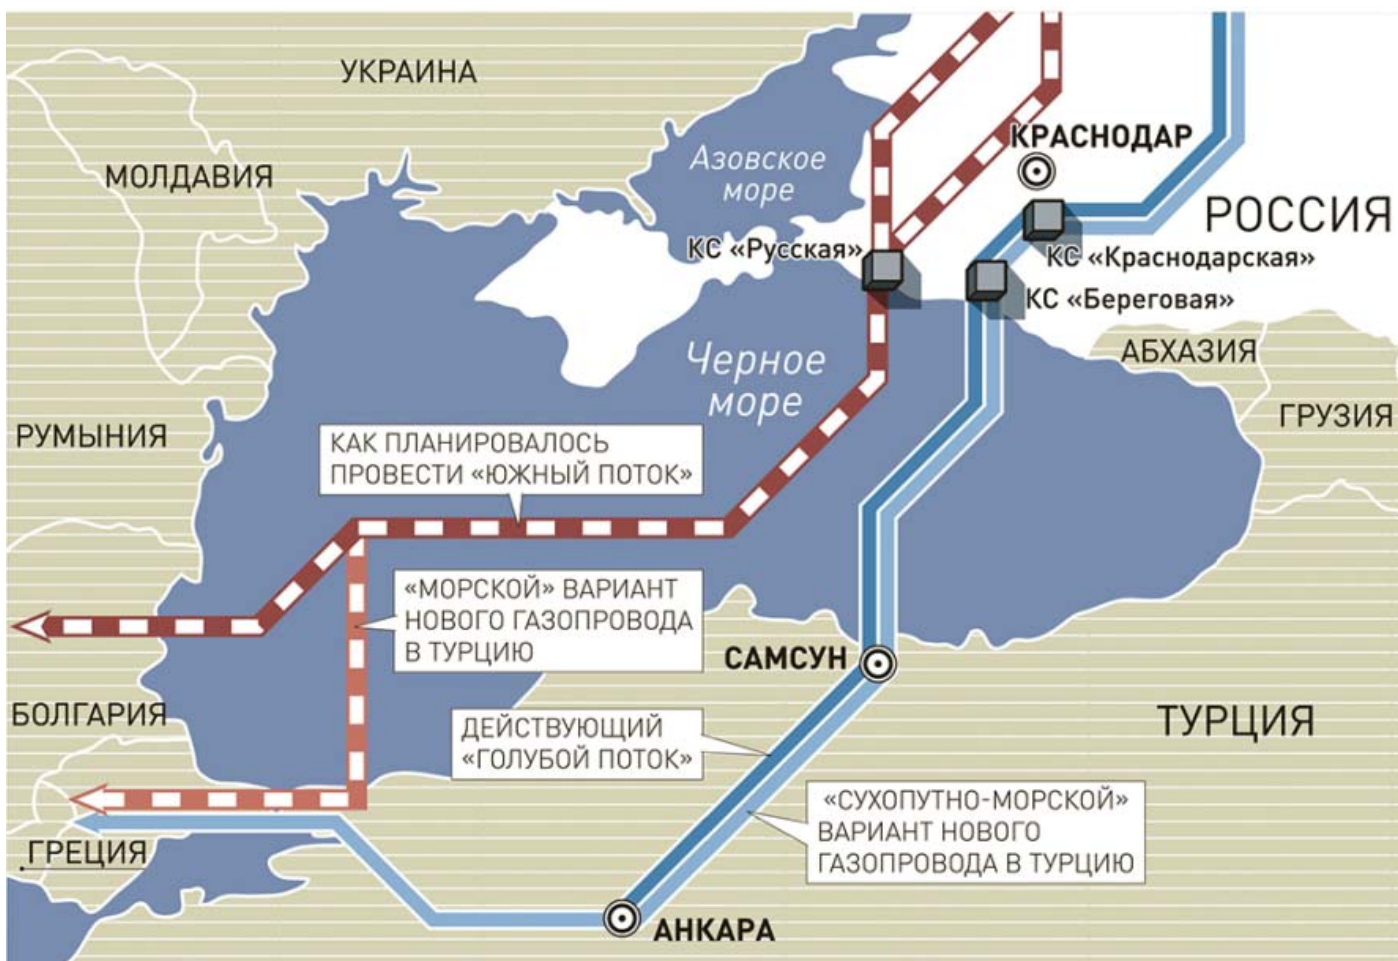 УКРАИНА
МОЛДАВИЯ
Азовское
море
КРАСНОДАР
РОССИЯ
КС «Русская»
КС «Краснодарская»
КС «Береговая»
Черное
море
АБХАЗИЯ
ГРУЗИЯ
РУМЫНИЯ
КАК ПЛАНИРОВАЛОСЬ
ПРОВЕСТИ «ЮЖНЫЙ ПОТОК»
«МОРСКОЙ» ВАРИАНТ
НОВОГО ГАЗОПРОВОДА
В ТУРЦИЮ
САМСУН
БОЛГАРИЯ
ТУРЦИЯ
ДЕЙСТВУЮЩИЙ
«ГОЛУБОЙ ПОТОК»
«СУХОПУТНО-МОРСКОЙ»
ВАРИАНТ НОВОГО
ГАЗОПРОВОДА В ТУРЦИЮ
ГРЕЦИЯ
АНКАРА